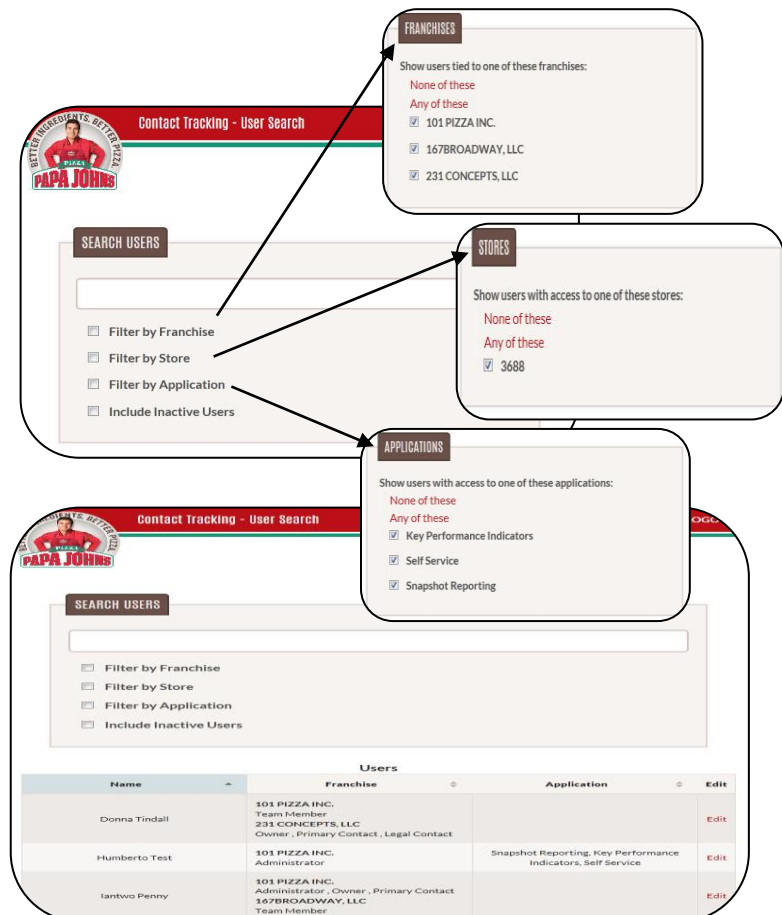 FRANCHISES
Show users tied to one of these franchises:
None of these
Any of these
101 PIZZA INC.
167BROADWAY, LLC
231 CONCEPTS, LLC
BETTER INGREDIENTS. BETTER PIZZA
PIZZA
PAPA JOHNS
Contact Tracking - User Search
SEARCH USERS
Filter by Franchise
Filter by Store
Filter by Application
Include Inactive Users
STORES
Show users with access to one of these stores:
None of these
Any of these
3688
APPLICATIONS
Show users with access to one of these applications:
None of these
Any of these
Key Performance Indicators
Self Service
Snapshot Reporting
PIZZA
PAPA JOHNS
Contact Tracking - User Search
SEARCH USERS
Filter by Franchise
Filter by Store
Filter by Application
Include Inactive Users
Users
Name Franchise Application Edit
101 PIZZA INC.
Team Member
Donna Tindall Edit
231 CONCEPTS, LLC
Owner , Primary Contact , Legal Contact
Humberto Test 101 PIZZA INC. Snapshot Reporting, Key Performance Edit
Administrator Indicators, Self Service
101 PIZZA INC.
Administrator , Owner , Primary Contact
Iantwo Penny Edit
167BROADWAY, LLC
Team Member